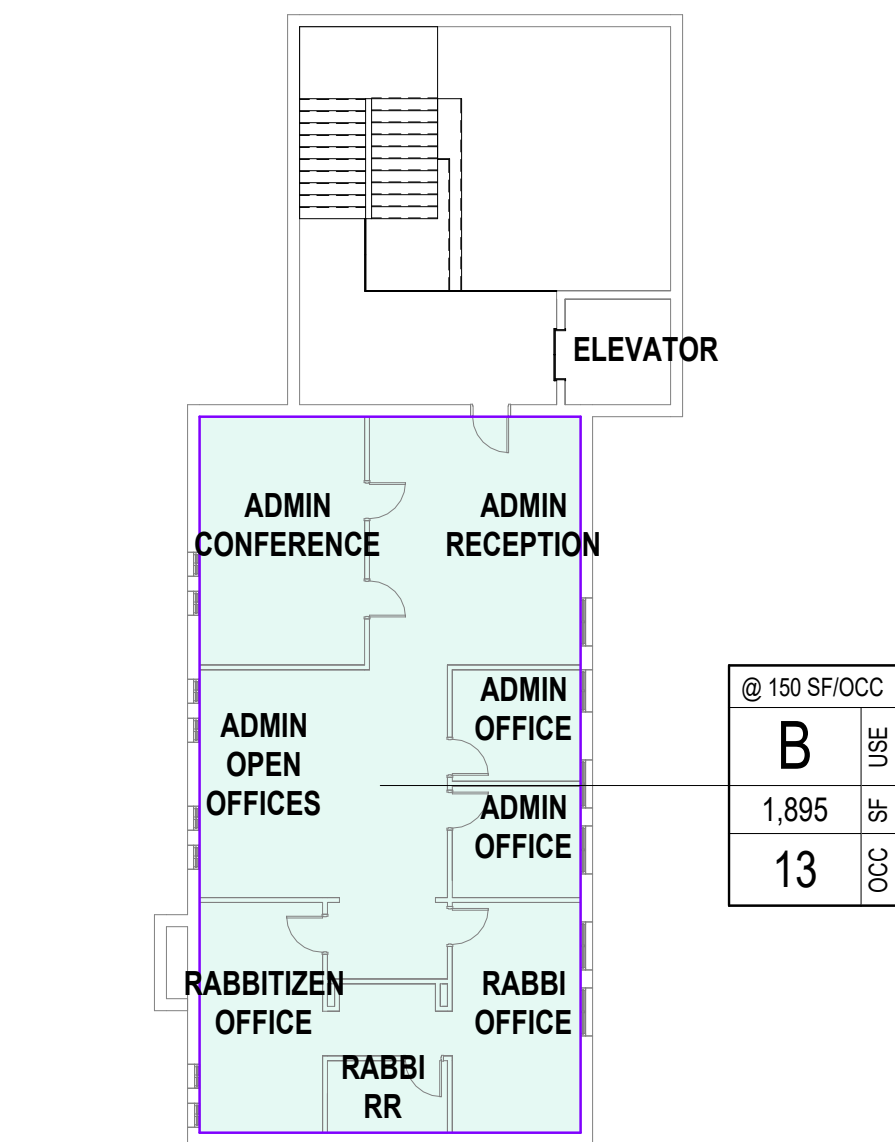 ELEVATOR
ADMIN
CONFERENCE
ADMIN
RECEPTION
ADMIN
OFFICE
@ 150 SF/OCC
B
USE
1,895
SF
13
OCC
ADMIN
OPEN
OFFICES
ADMIN
OFFICE
RABBITIZEN
OFFICE
RABBI
OFFICE
RABBI
RR